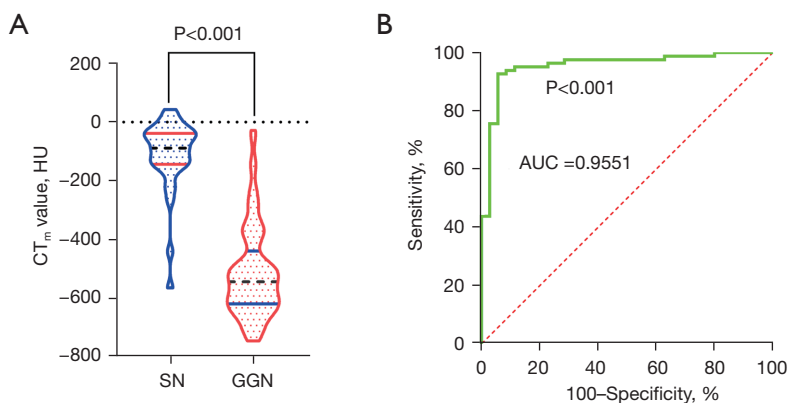 A
P<0.001
CTm value, HU
200
0
−200
−400
−600
−800
SN
GGN
B
Sensitivity, %
100
80
60
40
20
0
P<0.001
AUC =0.9551
0
20
40
60
80
100
100–Specificity, %